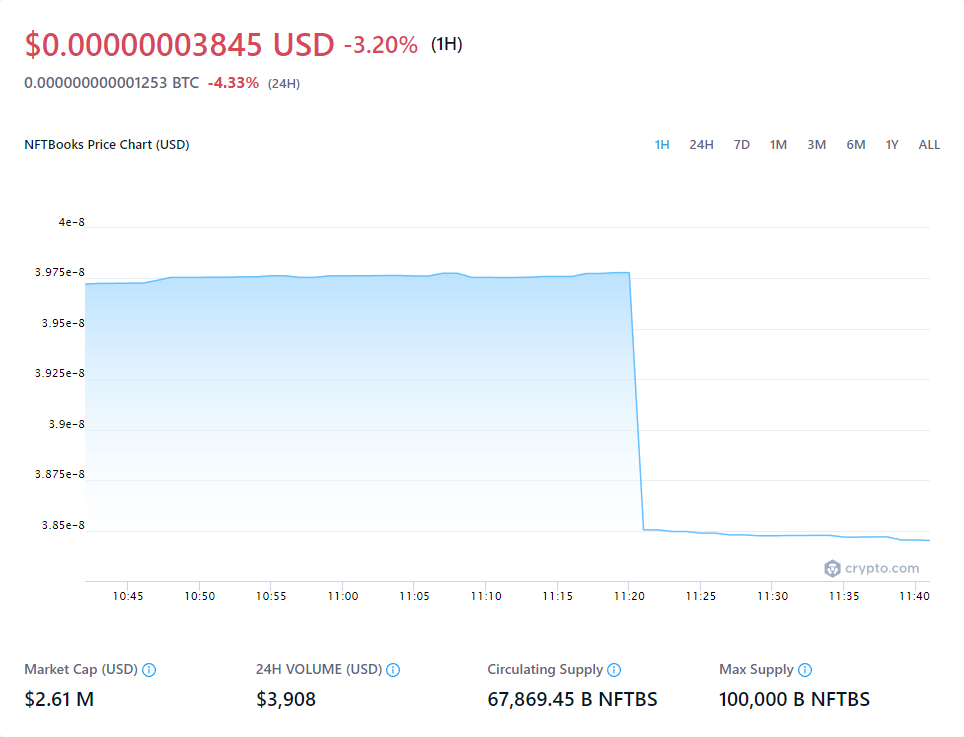 $0.00000003845 USD -3.20% (1H)
0.000000000001253 BTC -4.33% (24H)
NFTBooks Price Chart (USD) 1H 24H 7D 1M 3M 6M 1Y ALL
4e-8
3.975e-8
3.95e-8
3.925e-8
3.9e-8
3.875e-8
3.85e-8
crypto.com
10:45 10:50 10:55 11:00 11:05 11:10 11:15 11:20 11:25 11:30 11:35 11:40
Market Cap (USD) 24H VOLUME (USD) Circulating Supply Max Supply
$2.61 M $3,908 67,869.45 B NFTBS 100,000 B NFTBS